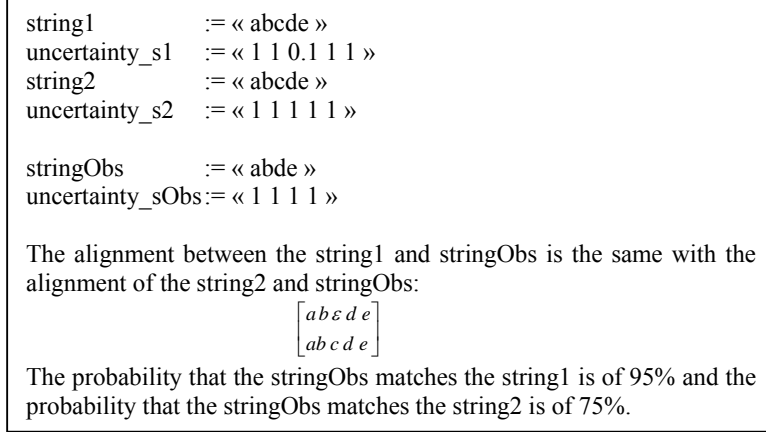 string1 := « abcde »
uncertainty_s1 := « 1 1 0.1 1 1 »
string2 := « abcde »
uncertainty_s2 := « 1 1 1 1 1 »
stringObs := « abde »
uncertainty_sObs:= « 1 1 1 1 »
The alignment between the string1 and stringObs is the same with the
alignment of the string2 and stringObs:
[a b ε d e]
[ab c d e]
The probability that the stringObs matches the string1 is of 95% and the
probability that the stringObs matches the string2 is of 75%.